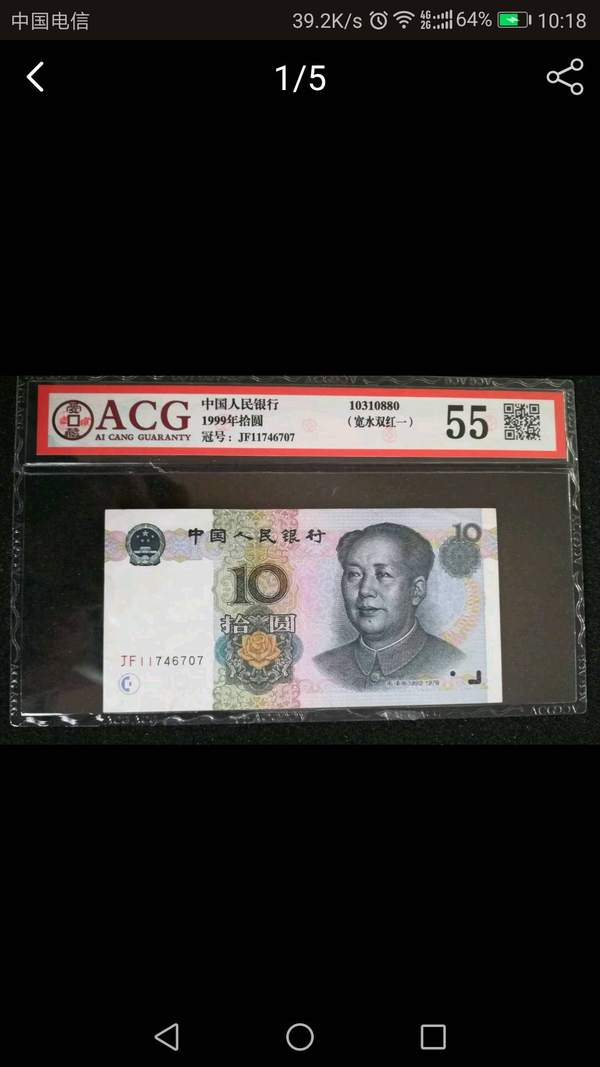 中国电信 39.2K/s 4G 2G 64% 10:18
1/5
ACG
AI CANG GUARANTY
中国人民银行 10310880
1999年拾圆 (宽水双红一)
冠号: JF11746707
55
中国人民银行 10
10
拾圆
JF11746707